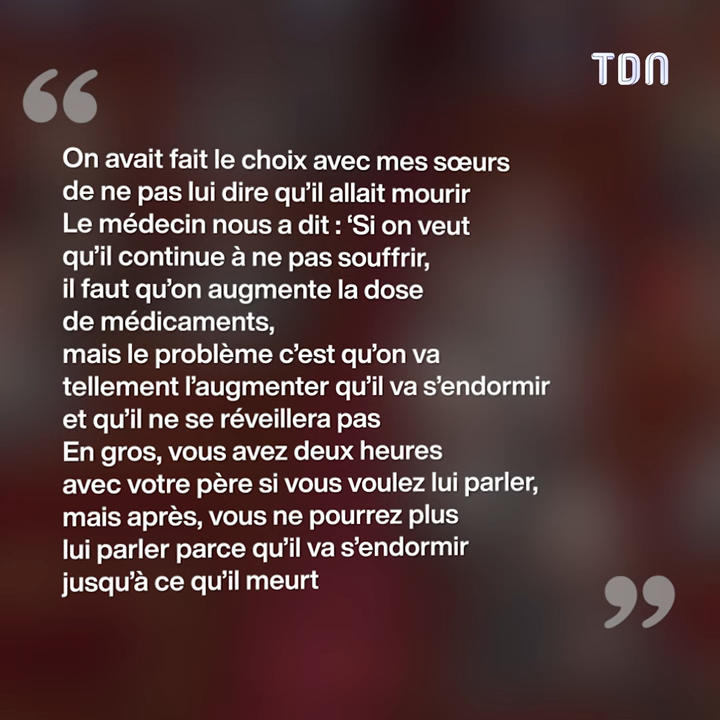 TDN
“
On avait fait le choix avec mes sœurs
de ne pas lui dire qu’il allait mourir
Le médecin nous a dit : ‘Si on veut
qu’il continue à ne pas souffrir,
il faut qu’on augmente la dose
de médicaments,
mais le problème c’est qu’on va
tellement l’augmenter qu’il va s’endormir
et qu’il ne se réveillera pas
En gros, vous avez deux heures
avec votre père si vous voulez lui parler,
mais après, vous ne pourrez plus
lui parler parce qu’il va s’endormir
jusqu’à ce qu’il meurt
”